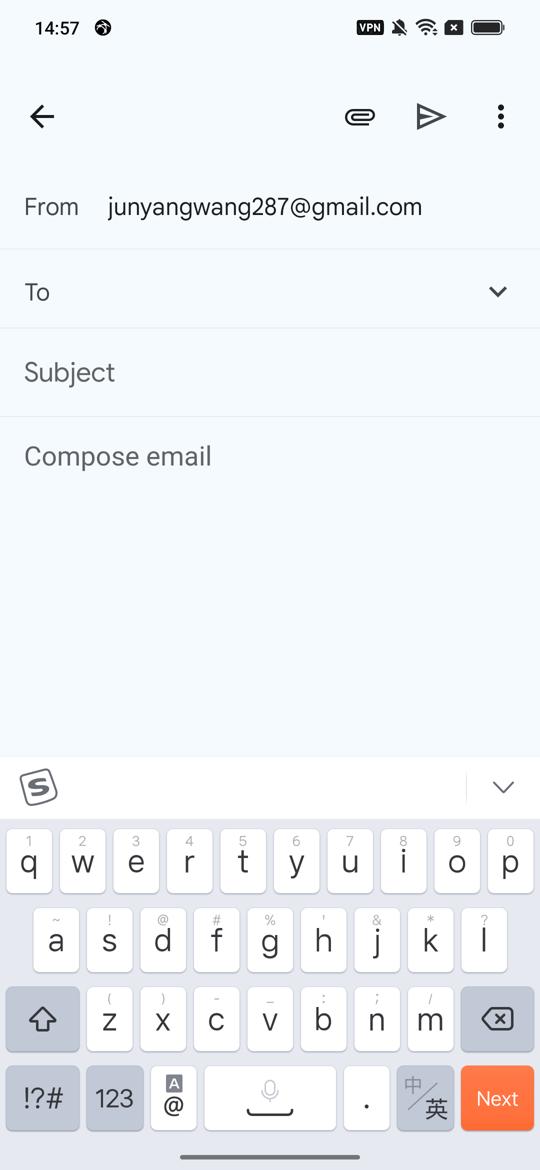 14:57 VPN
From junyangwang287@gmail.com
To
Subject
Compose email
S
1 2 3 4 5 6 7 8 9 0
q w e r t y u i o p
~ ! @ # % ' & * ?
a s d f g h j k l
( ) - _ : ; /
z x c v b n m
!?# 123 A @ . 中/英 Next